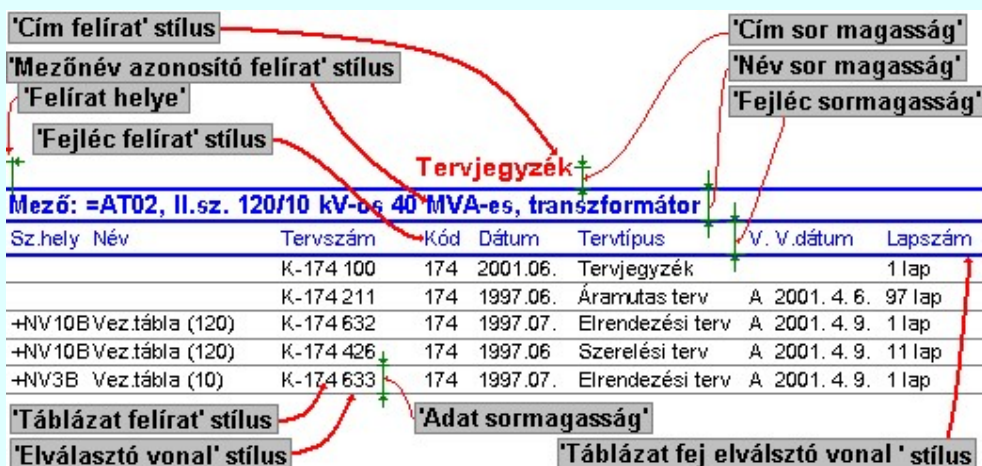 'Cím felírat' stílus
'Cím sor magasság'
'Mezőnév azonosító felírat' stílus
'Név sor magasság'
'Felírat helye'
'Fejléc sormagasság'
'Fejléc felírat' stílus
Tervjegyzék
Mező: =AT02, II.sz. 120/10 kV-os 40 MVA-es, transzformátor
Sz.hely Név Tervszám Kód Dátum Tervtípus V. V.dátum Lapszám
K-174 100 174 2001.06. Tervjegyzék 1 lap
K-174 211 174 1997.06. Áramutas terv A 2001. 4. 6. 97 lap
+NV10B Vez.tábla (120) K-174 632 174 1997.07. Elrendezési terv A 2001. 4. 9. 1 lap
+NV10B Vez.tábla (120) K-174 426 174 1997.06 Szerelési terv A 2001. 4. 9. 11 lap
+NV3B Vez.tábla (10) K-174 633 174 1997.07. Elrendezési terv A 2001. 4. 9. 1 lap
'Táblázat felírat' stílus
'Adat sormagasság'
'Elválasztó vonal' stílus
'Táblázat fej elválsztó vonal ' stílus